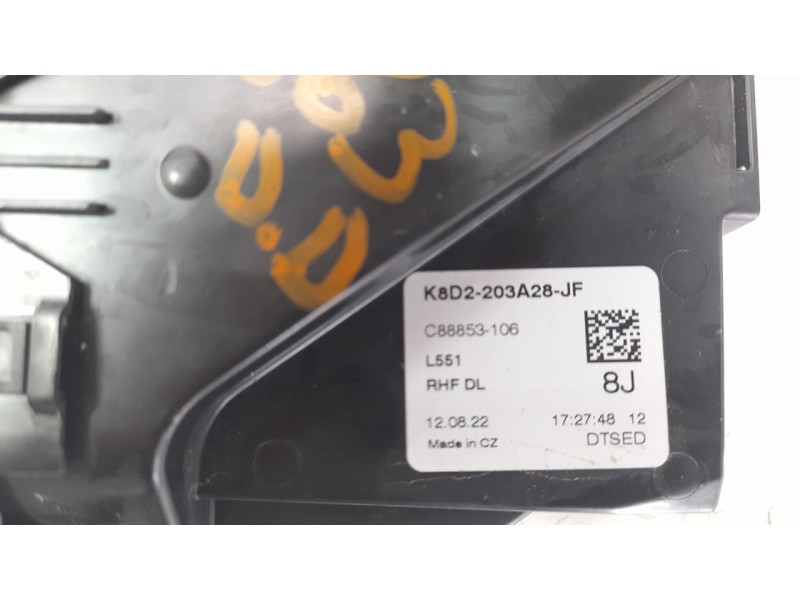 K8D2-203A28-JF
C88853-106
L551
RHF DL
8J
12.08.22 17:27:48 12
Made in CZ DTSED